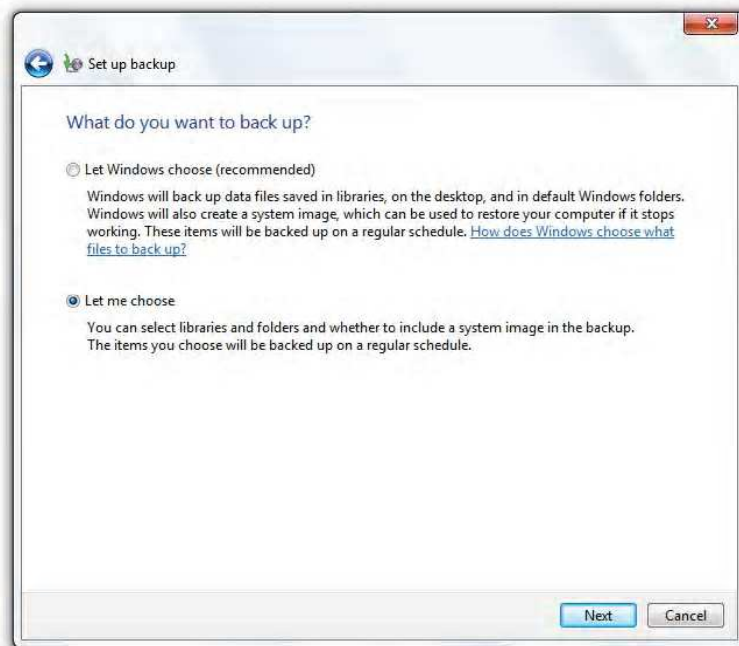 Set up backup
What do you want to back up?
Let Windows choose (recommended)
Windows will back up data files saved in libraries, on the desktop, and in default Windows folders.
Windows will also create a system image, which can be used to restore your computer if it stops
working. These items will be backed up on a regular schedule. How does Windows choose what
files to back up?
Let me choose
You can select libraries and folders and whether to include a system image in the backup.
The items you choose will be backed up on a regular schedule.
Next Cancel